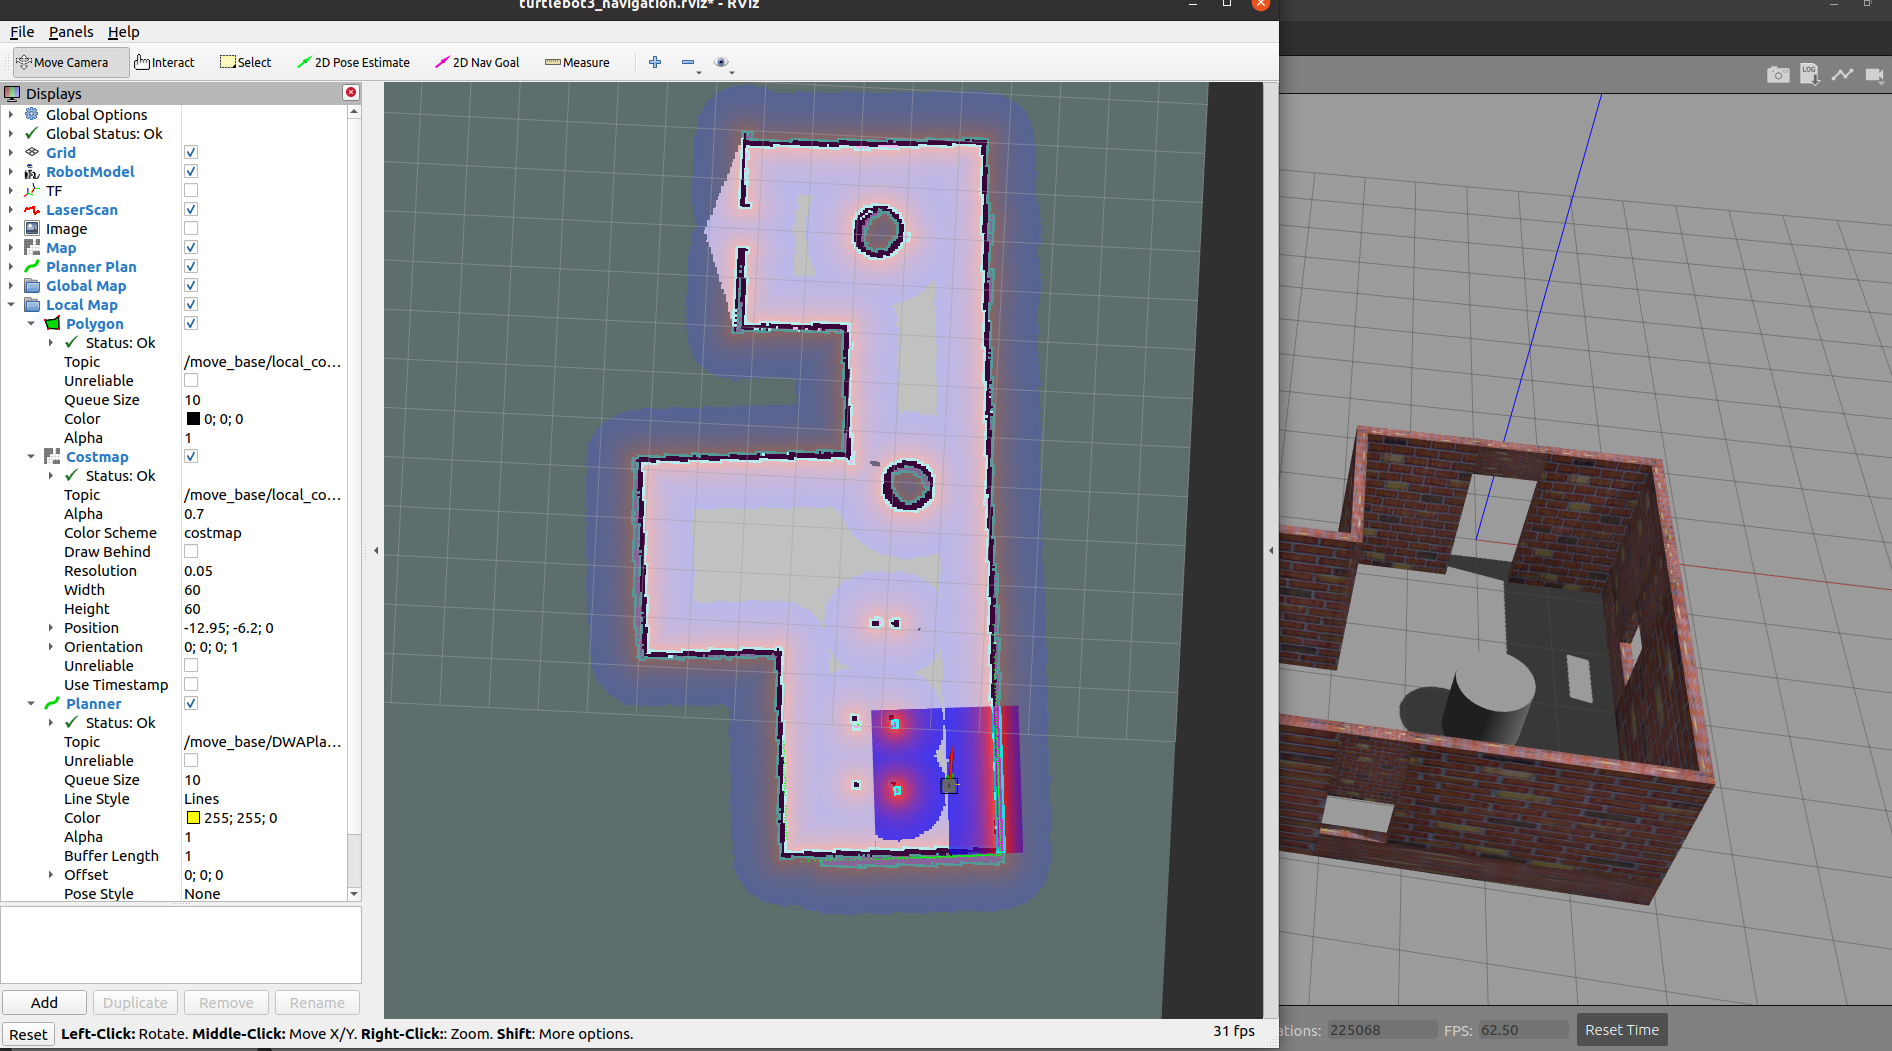 turtlebot3_navigation.rviz* - RViz
File Panels Help
Move Camera Interact Select 2D Pose Estimate 2D Nav Goal Measure
Displays
Global Options
Global Status: Ok
Grid
RobotModel
TF
LaserScan
Image
Map
Planner Plan
Global Map
Local Map
Polygon
Status: Ok
Topic /move_base/local_co...
Unreliable
Queue Size 10
Color 0; 0; 0
Alpha 1
Costmap
Status: Ok
Topic /move_base/local_co...
Alpha 0.7
Color Scheme costmap
Draw Behind
Resolution 0.05
Width 60
Height 60
Position -12.95; -6.2; 0
Orientation 0; 0; 0; 1
Unreliable
Use Timestamp
Planner
Status: Ok
Topic /move_base/DWAPla...
Unreliable
Queue Size 10
Line Style Lines
Color 255; 255; 0
Alpha 1
Buffer Length 1
Offset 0; 0; 0
Pose Style None
Add Duplicate Remove Rename
Reset Left-Click: Rotate. Middle-Click: Move X/Y. Right-Click:: Zoom. Shift: More options. 31 fps
LOG
ations: 225068 FPS: 62.50 Reset Time